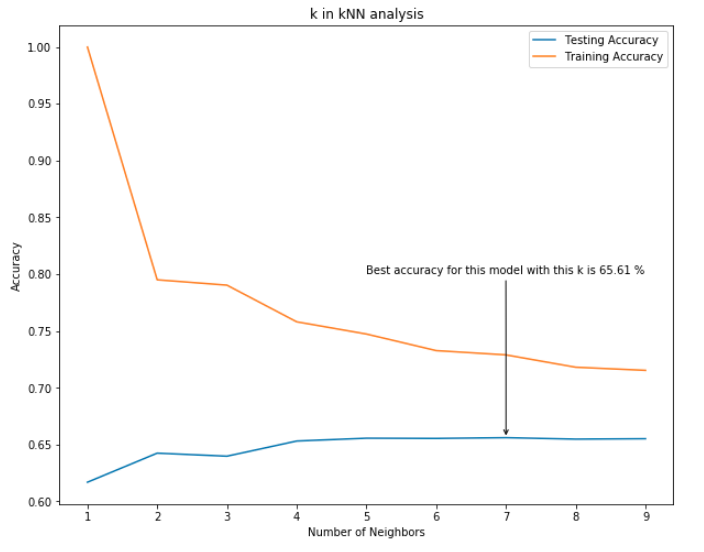 k in kNN analysis
Testing Accuracy
Training Accuracy
1.00
0.95
0.90
0.85
0.80
0.75
0.70
0.65
0.60
Accuracy
Best accuracy for this model with this k is 65.61 %
1 2 3 4 5 6 7 8 9
Number of Neighbors